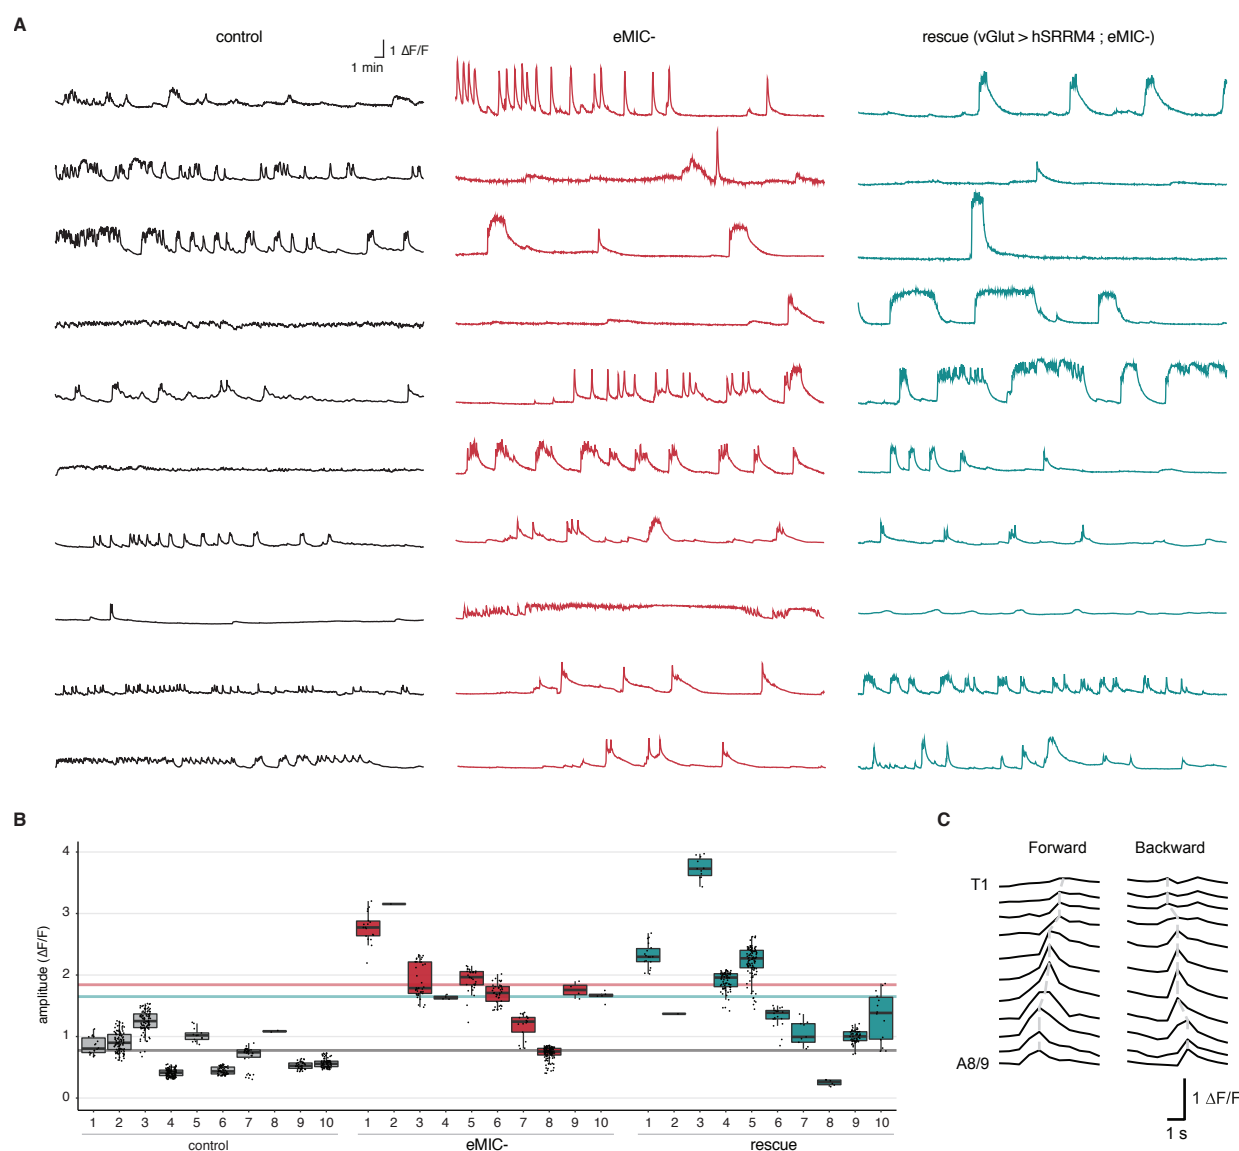 A
control
1 ΔF/F
1 min
eMIC-
rescue (vGlut > hSRRM4 ; eMIC-)
B
amplitude (ΔF/F)
4
3
2
1
0
1 2 3 4 5 6 7 8 9 10 1 2 3 4 5 6 7 8 9 10 1 2 3 4 5 6 7 8 9 10
control eMIC- rescue
C
Forward Backward
T1
A8/9
1 ΔF/F
1 s